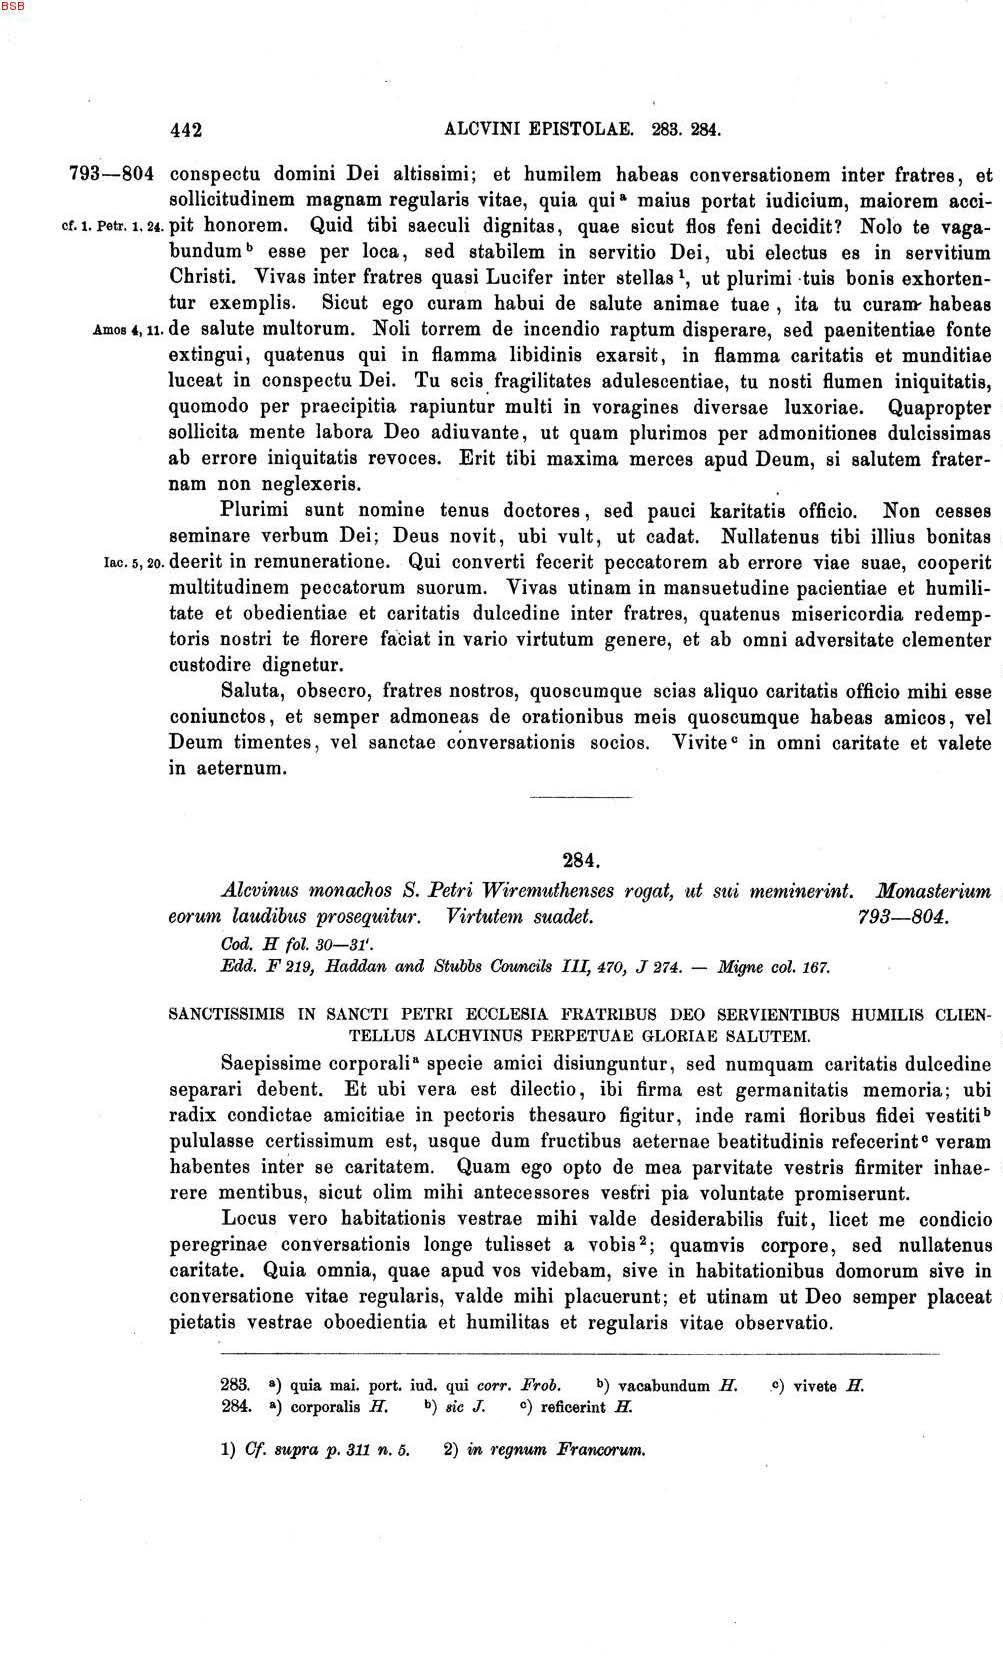 BSB
442 ALCVINI EPISTOLAE. 283. 284.
793—804 conspectu domini Dei altissimi; et humilem habeas conversationem inter fratres, et
sollicitudinem magnam regularis vitae, quia qui a maius portat iudicium, maiorem acci-
cf. 1. Petr. 1, 24. pit honorem. Quid tibi saeculi dignitas, quae sicut flos feni decidit? Nolo te vaga-
bundum b esse per loca, sed stabilem in servitio Dei, ubi electus es in servitium
Christi. Vivas inter fratres quasi Lucifer inter stellas 1, ut plurimi tuis bonis exhorten-
tur exemplis. Sicut ego curam habui de salute animae tuae, ita tu curam habeas
Amos 4, 11. de salute multorum. Noli torrem de incendio raptum disperare, sed paenitentiae fonte
extingui, quatenus qui in flamma libidinis exarsit, in flamma caritatis et munditiae
luceat in conspectu Dei. Tu scis fragilitates adulescentiae, tu nosti flumen iniquitatis,
quomodo per praecipitia rapiuntur multi in voragines diversae luxoriae. Quapropter
sollicita mente labora Deo adiuvante, ut quam plurimos per admonitiones dulcissimas
ab errore iniquitatis revoces. Erit tibi maxima merces apud Deum, si salutem frater-
nam non neglexeris.
Plurimi sunt nomine tenus doctores, sed pauci karitatis officio. Non cesses
seminare verbum Dei; Deus novit, ubi vult, ut cadat. Nullatenus tibi illius bonitas
Iac. 5, 20. deerit in remuneratione. Qui converti fecerit peccatorem ab errore viae suae, cooperit
multitudinem peccatorum suorum. Vivas utinam in mansuetudine pacientiae et humili-
tate et obedientiae et caritatis dulcedine inter fratres, quatenus misericordia redemp-
toris nostri te florere faciat in vario virtutum genere, et ab omni adversitate clementer
custodire dignetur.
Saluta, obsecro, fratres nostros, quoscumque scias aliquo caritatis officio mihi esse
coniunctos, et semper admoneas de orationibus meis quoscumque habeas amicos, vel
Deum timentes, vel sanctae conversationis socios. Vivite c in omni caritate et valete
in aeternum.
284.
Alcvinus monachos S. Petri Wiremuthenses rogat, ut sui meminerint. Monasterium
eorum laudibus prosequitur. Virtutem suadet. 793—804.
Cod. H fol. 30—31'.
Edd. F 219, Haddan and Stubbs Councils III, 470, J 274. — Migne col. 167.
SANCTISSIMIS IN SANCTI PETRI ECCLESIA FRATRIBUS DEO SERVIENTIBUS HUMILIS CLIEN-
TELLUS ALCHVINUS PERPETUAE GLORIAE SALUTEM.
Saepissime corporali a specie amici disiunguntur, sed numquam caritatis dulcedine
separari debent. Et ubi vera est dilectio, ibi firma est germanitatis memoria; ubi
radix condictae amicitiae in pectoris thesauro figitur, inde rami floribus fidei vestiti b
pululasse certissimum est, usque dum fructibus aeternae beatitudinis refecerint c veram
habentes inter se caritatem. Quam ego opto de mea parvitate vestris firmiter inhae-
rere mentibus, sicut olim mihi antecessores vestri pia voluntate promiserunt.
Locus vero habitationis vestrae mihi valde desiderabilis fuit, licet me condicio
peregrinae conversationis longe tulisset a vobis 2; quamvis corpore, sed nullatenus
caritate. Quia omnia, quae apud vos videbam, sive in habitationibus domorum sive in
conversatione vitae regularis, valde mihi placuerunt; et utinam ut Deo semper placeat
pietatis vestrae oboedientia et humilitas et regularis vitae observatio.
283. a) quia mai. port. iud. qui corr. Frob. b) vacabundum H. c) vivete H.
284. a) corporalis H. b) sic J. c) reficerint H.
1) Cf. supra p. 311 n. 5. 2) in regnum Francorum.